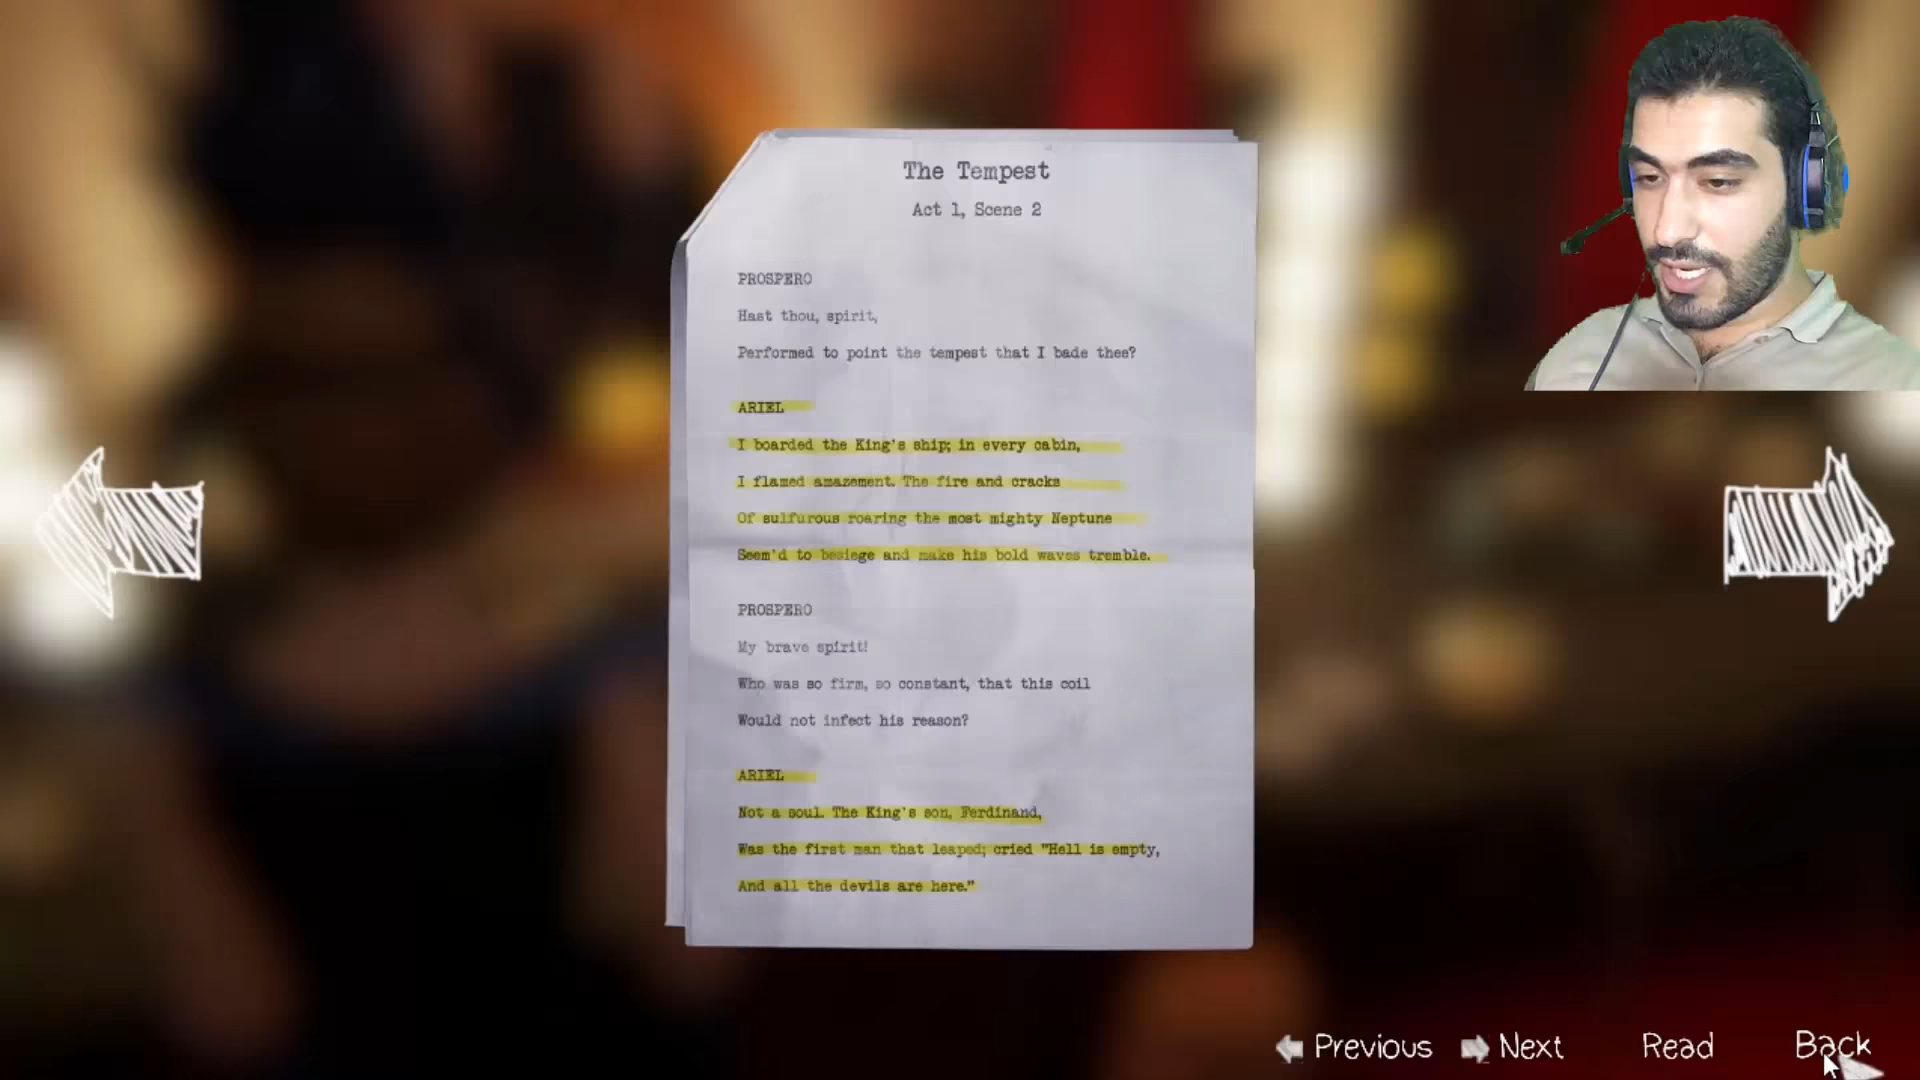 The Tempest
Act 1, Scene 2
PROSPERO
Hast thou, spirit,
Performed to point the tempest that I bade thee?
ARIEL
I boarded the King's ship; in every cabin,
I flamed amazement. The fire and cracks
Of sulfurous roaring the most mighty Neptune
Seem'd to besiege and make his bold waves tremble.
PROSPERO
My brave spirit!
Who was so firm, so constant, that this coil
Would not infect his reason?
ARIEL
Not a soul. The King's son, Ferdinand,
Was the first man that leaped; cried "Hell is empty,
And all the devils are here."
Previous Next Read Back